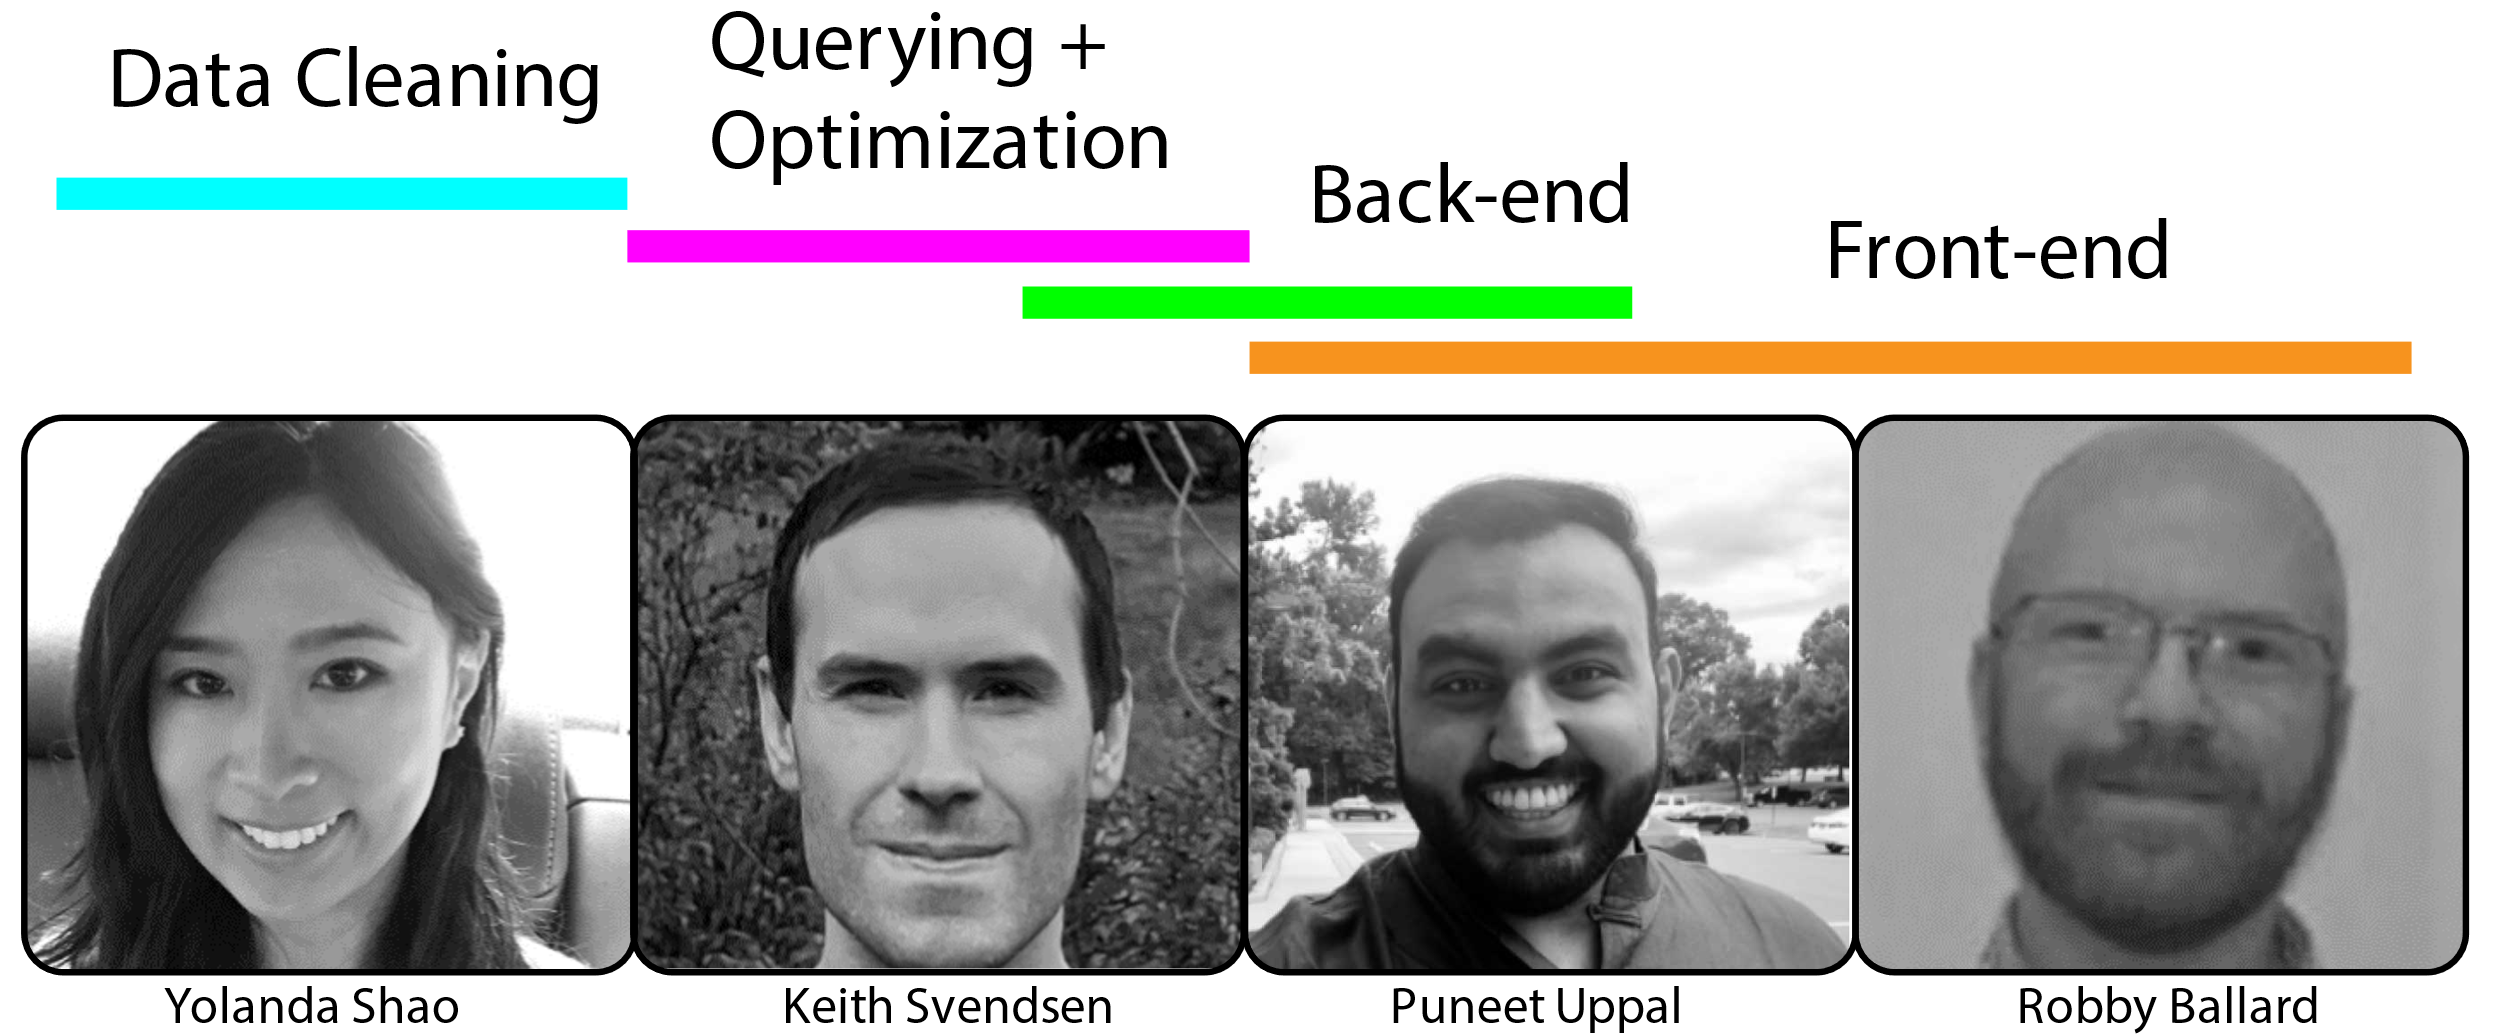 Data Cleaning
Querying +
Optimization
Back-end
Front-end
Yolanda Shao
Keith Svendsen
Puneet Uppal
Robby Ballard